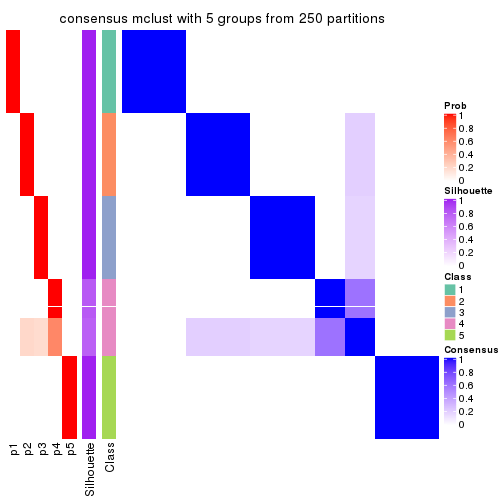 consensus mclust with 5 groups from 250 partitions
Prob
1
0.8
0.6
0.4
0.2
0
Silhouette
1
0.8
0.6
0.4
0.2
0
Class
1
2
3
4
5
Consensus
1
0.8
0.6
0.4
0.2
0
p1
p2
p3
p4
p5
Silhouette
Class